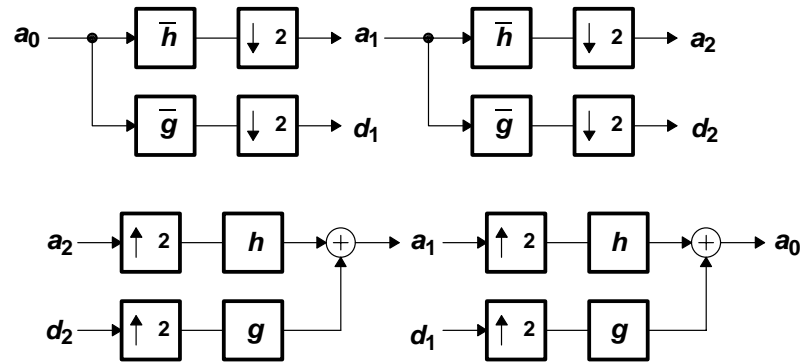 a₀ h̅ ↓ 2 a₁ h̅ ↓ 2 a₂
g̅ ↓ 2 d₁ g̅ ↓ 2 d₂
a₂ ↑ 2 h + a₁ ↑ 2 h + a₀
d₂ ↑ 2 g d₁ ↑ 2 g